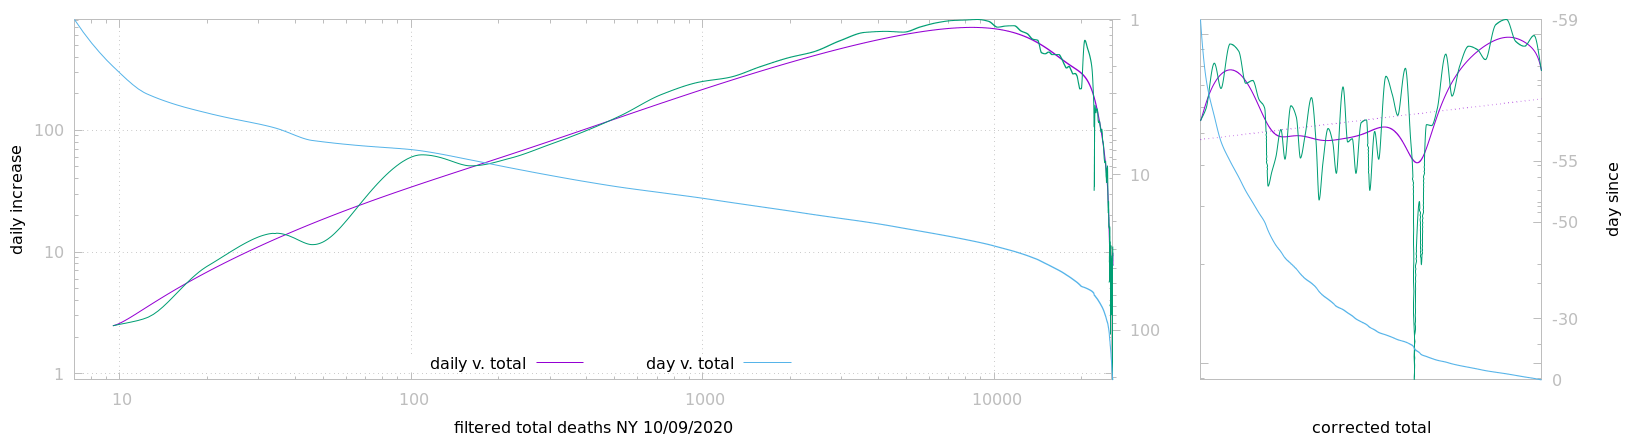 daily increase
100
10
1
10
100
1000
10000
1
10
100
daily v. total
day v. total
filtered total deaths NY 10/09/2020
-59
-55
-50
-30
0
day since
corrected total